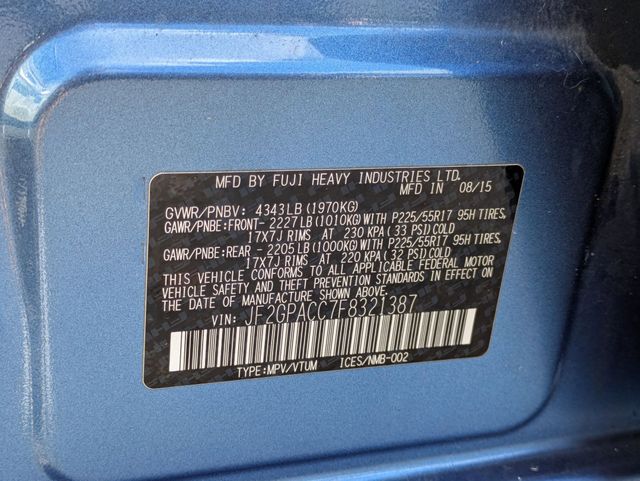 MFD BY FUJI HEAVY INDUSTRIES LTD.
MFD IN 08/15
GVWR/PNBV: 4343LB(1970KG)
GAWR/PNBE:FRONT- 2227LB(1010KG)WITH P225/55R17 95H TIRES,
17X7J RIMS AT 230 KPA(33 PSI)COLD
GAWR/PNBE:REAR -2205LB(1000KG)WITH P225/55R17 95H TIRES,
17X7J RIMS AT 220 KPA(32 PSI)COLD
THIS VEHICLE CONFORMS TO ALL APPLICABLE FEDERAL MOTOR
VEHICLE SAFETY AND THEFT PREVENTION STANDARDS IN EFFECT ON
THE DATE OF MANUFACTURE SHOWN ABOVE.
VIN: JF2GPACC7F8321387
TYPE:MPV/VTUM ICES/NMB-002